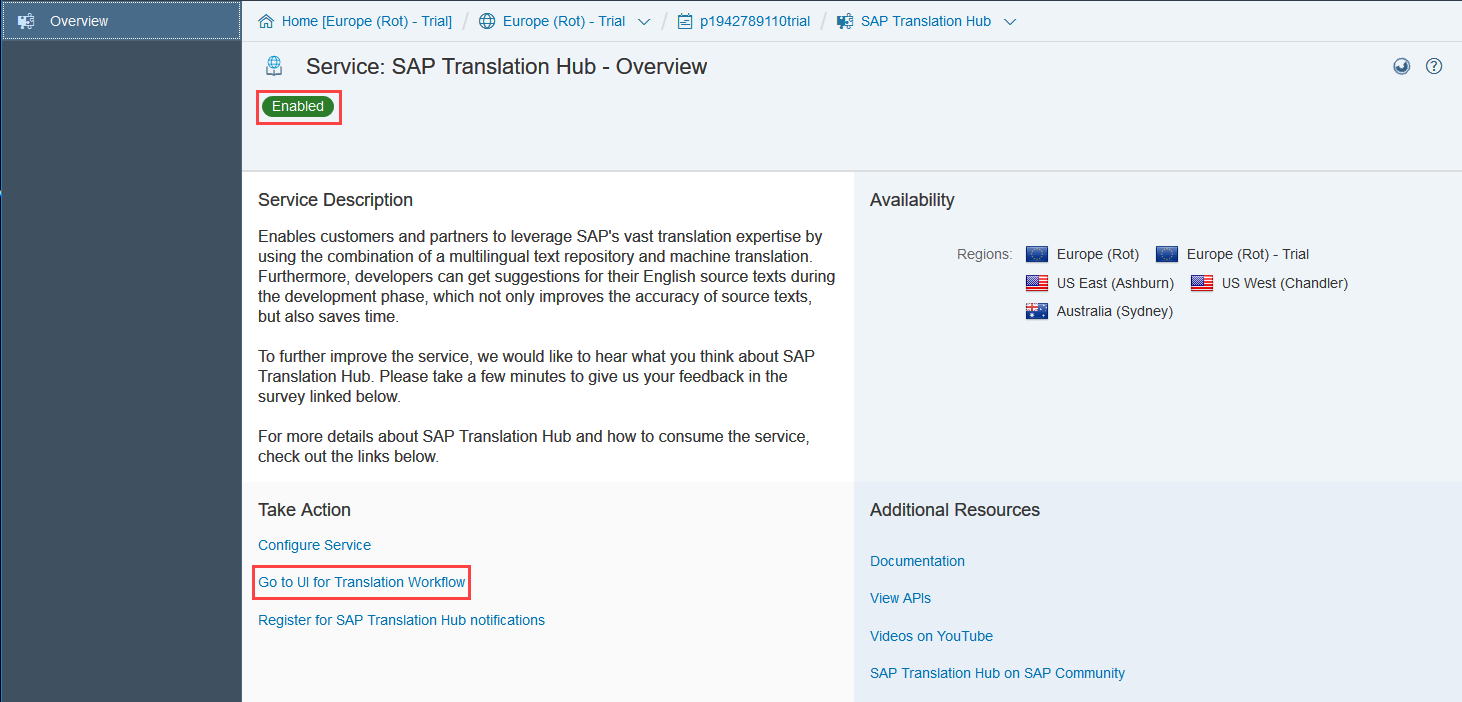 Overview
Home [Europe (Rot) - Trial] / Europe (Rot) - Trial / p1942789110trial / SAP Translation Hub
Service: SAP Translation Hub - Overview
Enabled
Service Description
Enables customers and partners to leverage SAP's vast translation expertise by
using the combination of a multilingual text repository and machine translation.
Furthermore, developers can get suggestions for their English source texts during
the development phase, which not only improves the accuracy of source texts,
but also saves time.
To further improve the service, we would like to hear what you think about SAP
Translation Hub. Please take a few minutes to give us your feedback in the
survey linked below.
For more details about SAP Translation Hub and how to consume the service,
check out the links below.
Availability
Regions: Europe (Rot) Europe (Rot) - Trial
US East (Ashburn) US West (Chandler)
Australia (Sydney)
Take Action
Configure Service
Go to UI for Translation Workflow
Register for SAP Translation Hub notifications
Additional Resources
Documentation
View APIs
Videos on YouTube
SAP Translation Hub on SAP Community